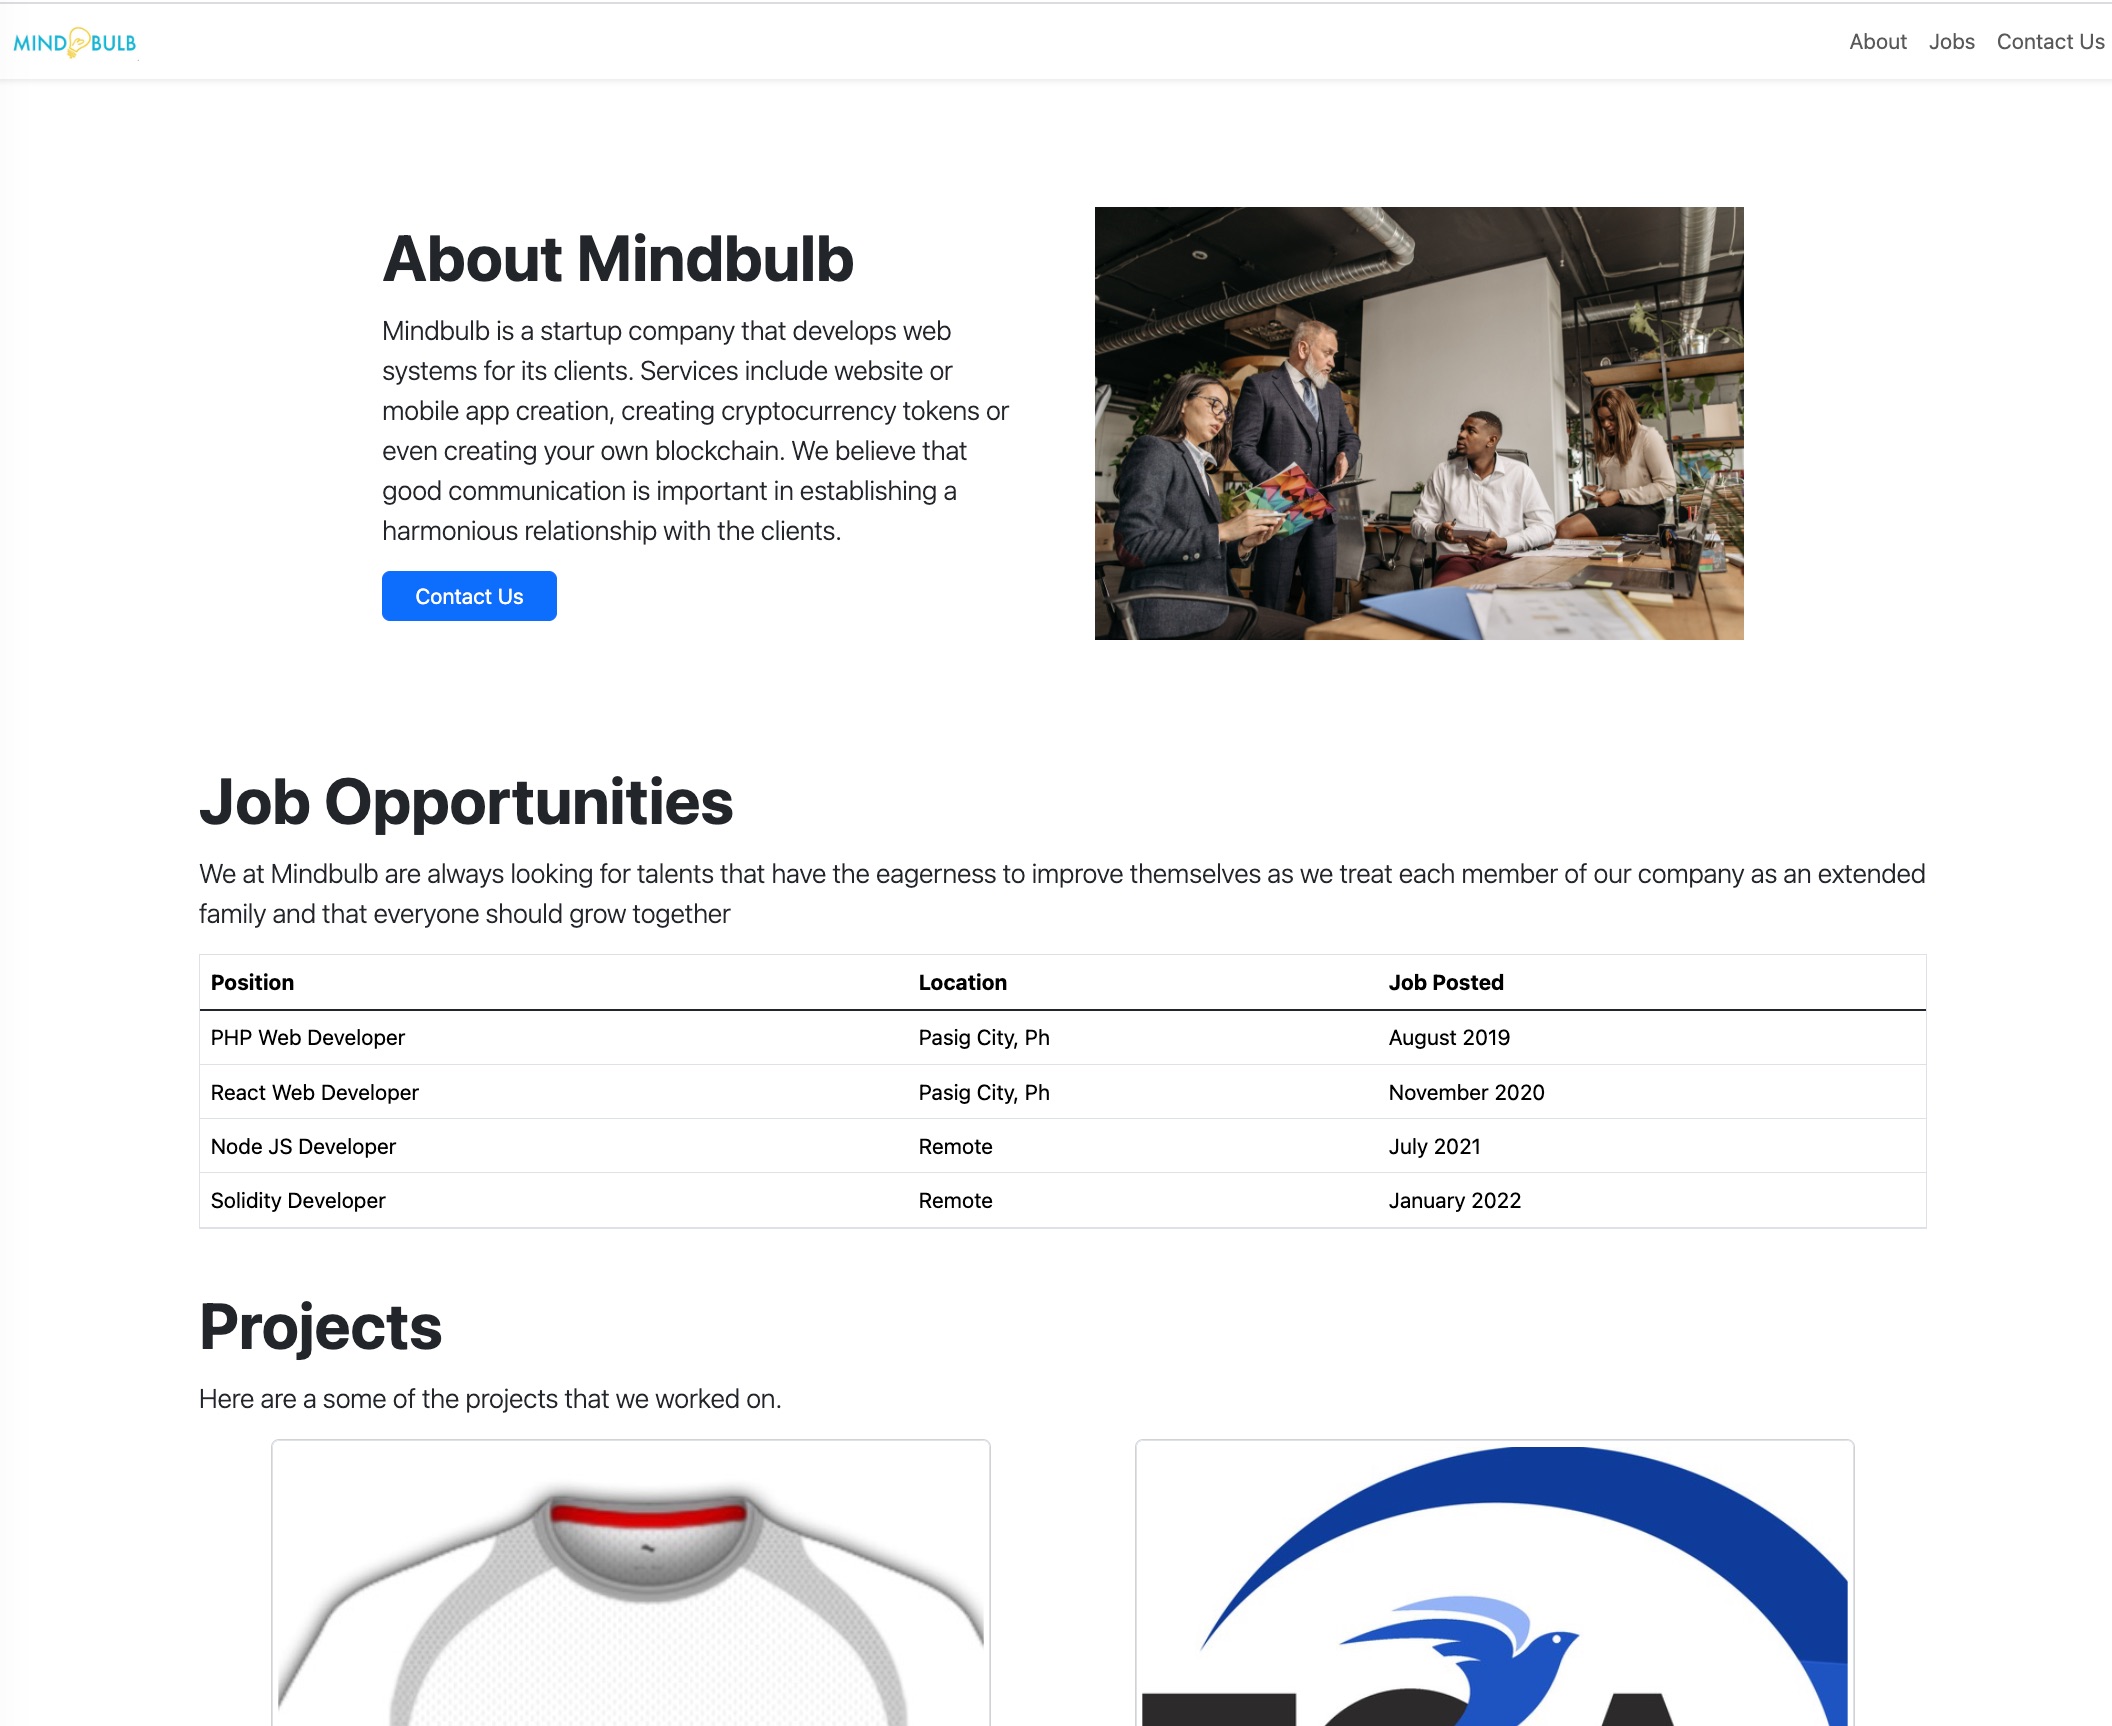 MIND BULB
About Jobs Contact Us
About Mindbulb
Mindbulb is a startup company that develops web
systems for its clients. Services include website or
mobile app creation, creating cryptocurrency tokens or
even creating your own blockchain. We believe that
good communication is important in establishing a
harmonious relationship with the clients.
Contact Us
Job Opportunities
We at Mindbulb are always looking for talents that have the eagerness to improve themselves as we treat each member of our company as an extended
family and that everyone should grow together
Position Location Job Posted
PHP Web Developer Pasig City, Ph August 2019
React Web Developer Pasig City, Ph November 2020
Node JS Developer Remote July 2021
Solidity Developer Remote January 2022
Projects
Here are a some of the projects that we worked on.